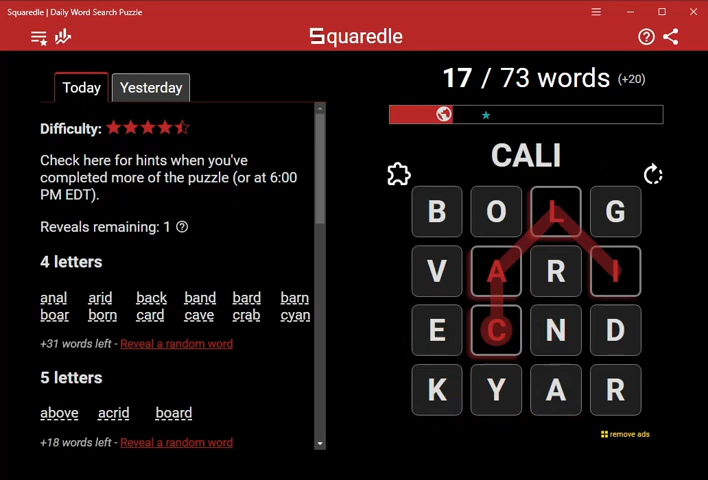 Squaredle | Daily Word Search Puzzle
Squaredle
Today Yesterday
17 / 73 words (+20)
Difficulty:
Check here for hints when you've
completed more of the puzzle (or at 6:00
PM EDT).
Reveals remaining: 1
4 letters
anal arid back band bard barn
boar born card cave crab cyan
+31 words left - Reveal a random word
5 letters
above acrid board
+18 words left - Reveal a random word
CALI
B O L G
V A R I
E C N D
K Y A R
remove ads